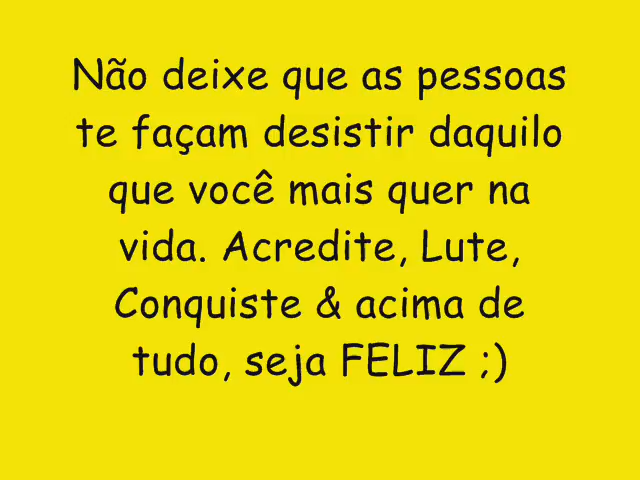 Não deixe que as pessoas
te façam desistir daquilo
que você mais quer na
vida. Acredite, Lute,
Conquiste & acima de
tudo, seja FELIZ ;)